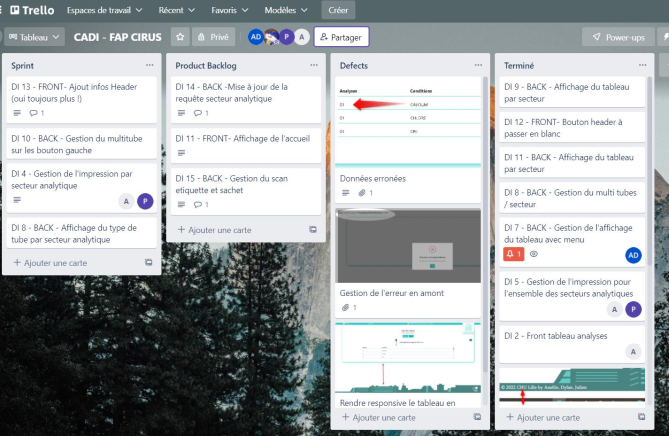 Trello Espaces de travail Récent Favoris Modèles Créer
Tableau CADI - FAP CIRUS Privé AD P A Partager Power-ups
Sprint
DI 13 - FRONT- Ajout infos Header
(oui toujours plus !)
1
DI 10 - BACK - Gestion du multitube
sur les bouton gauche
DI 4 - Gestion de l'impression par
secteur analytique
A P
DI 8 - BACK - Affichage du type de
tube par secteur analytique
+ Ajouter une carte
Product Backlog
DI 14 - BACK -Mise à jour de la
requête secteur analytique
1
DI 11 - FRONT- Affichage de l'accueil
DI 15 - BACK - Gestion du scan
etiquette et sachet
1
+ Ajouter une carte
Defects
Analyses Conditions
DI CALCIUM
DI CHLORE
DI
Données erronées
1
Gestion de l'erreur en amont
1
Rendre responsive le tableau en
+ Ajouter une carte
Terminé
DI 9 - BACK - Affichage du tableau
par secteur
DI 12 - FRONT- Bouton header à
passer en blanc
DI 11 - BACK - Affichage du tableau
par secteur
DI 8 - BACK - Gestion du multi tubes
/ secteur
DI 7 - BACK - Gestion de l'affichage
du tableau avec menu
1 AD
DI 5 - Gestion de l'impression pour
l'ensemble des secteurs analytiques
A P
DI 2 - Front tableau analyses
A
© 2022 CHU Lille by Amélie, Dylan, Julien
+ Ajouter une carte